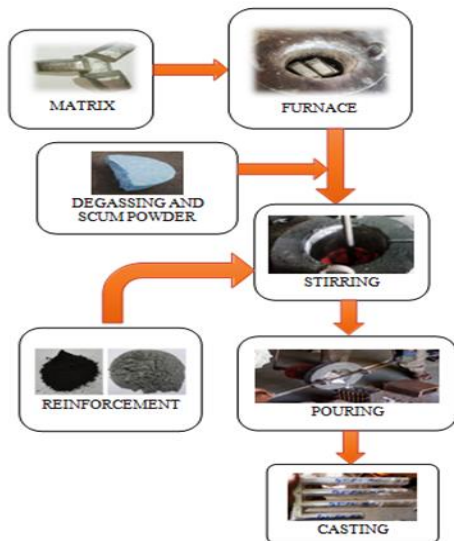 MATRIX
FURNACE
DEGASSING AND
SCUM POWDER
STIRRING
REINFORCEMENT
POURING
CASTING